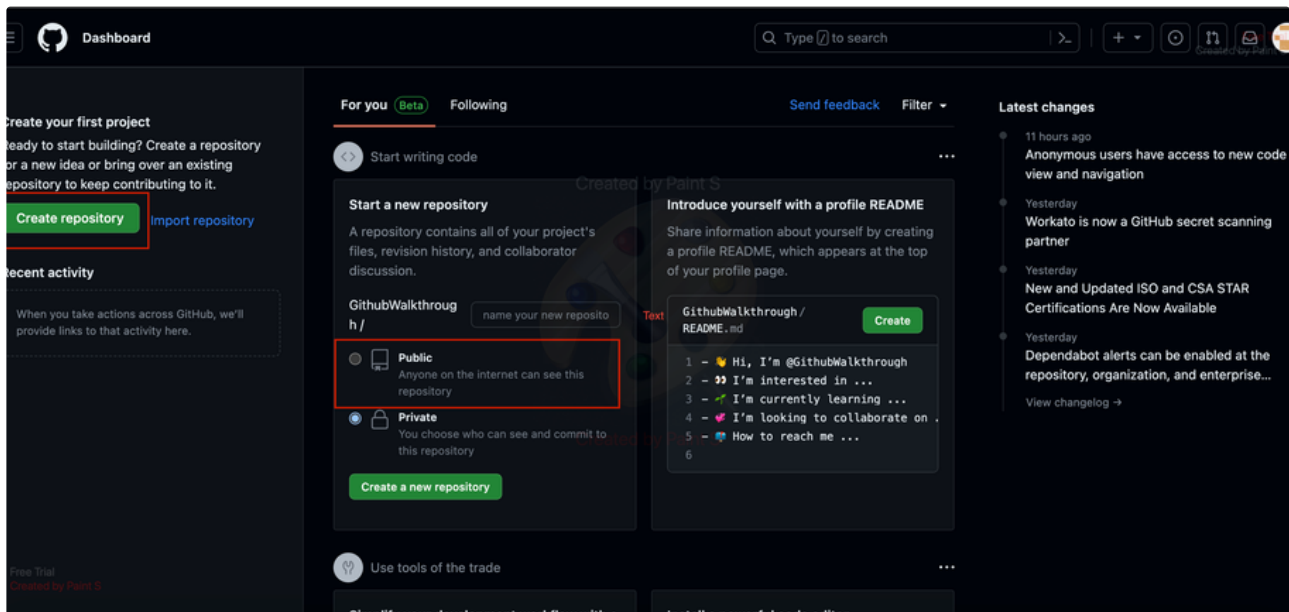 Dashboard
Type / to search
Created by Paint S
Create your first project
Ready to start building? Create a repository
for a new idea or bring over an existing
repository to keep contributing to it.
Create repository
Import repository
Recent activity
When you take actions across GitHub, we'll
provide links to that activity here.
Free Trial
Created by Paint S
For you Beta Following
Send feedback Filter
Start writing code
Created by Paint S
Start a new repository
A repository contains all of your project's
files, revision history, and collaborator
discussion.
GithubWalkthroug
h /
name your new reposito
Text
Public
Anyone on the internet can see this
repository
Private
You choose who can see and commit to
this repository
Created by Paint S
Create a new repository
Introduce yourself with a profile README
Share information about yourself by creating
a profile README, which appears at the top
of your profile page.
GithubWalkthrough /
README.md
Create
1 - 👋 Hi, I'm @GithubWalkthrough
2 - 👀 I'm interested in ...
3 - 🌱 I'm currently learning ...
4 - 💞️ I'm looking to collaborate on .
5 - 📫 How to reach me ...
6
Use tools of the trade
Latest changes
11 hours ago
Anonymous users have access to new code
view and navigation
Yesterday
Workato is now a GitHub secret scanning
partner
Yesterday
New and Updated ISO and CSA STAR
Certifications Are Now Available
Yesterday
Dependabot alerts can be enabled at the
repository, organization, and enterprise...
View changelog →